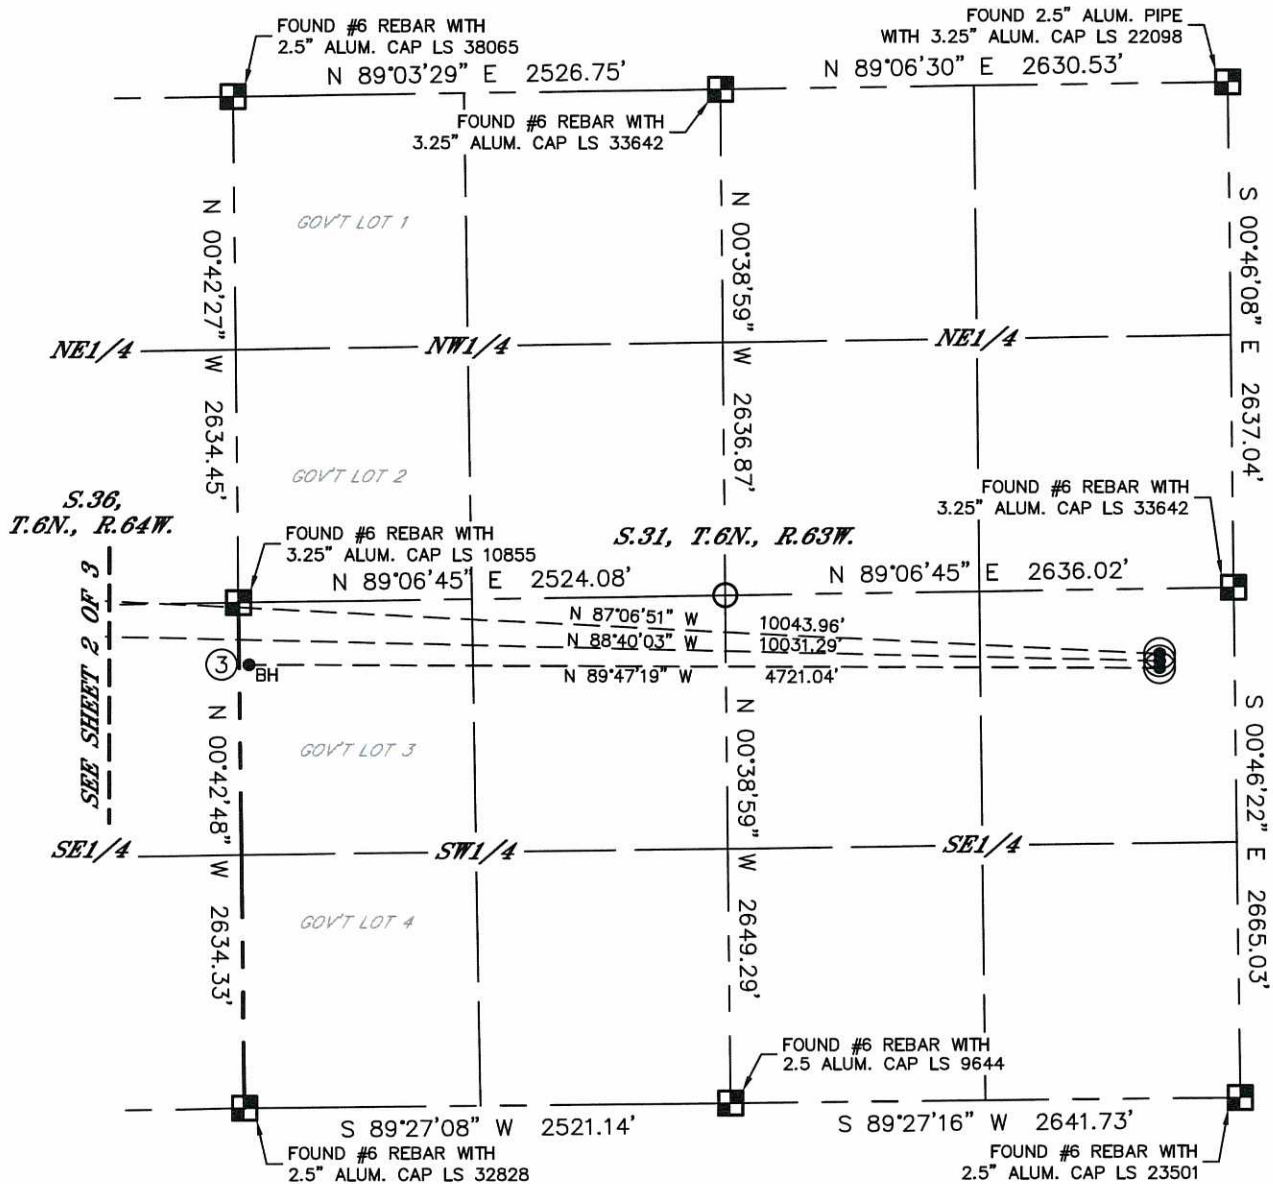 FOUND #6 REBAR WITH
2.5" ALUM. CAP LS 38065
FOUND 2.5" ALUM. PIPE
WITH 3.25" ALUM. CAP LS 22098
N 89°03'29" E 2526.75'
N 89°06'30" E 2630.53'
FOUND #6 REBAR WITH
3.25" ALUM. CAP LS 33642
N 00°42'27" W 2634.45'
GOV'T LOT 1
N 00°38'59" W 2636.87'
S 00°46'08" E 2637.04'
NE1/4
NW1/4
NE1/4
GOV'T LOT 2
S.36,
T.6N., R.64W.
FOUND #6 REBAR WITH
3.25" ALUM. CAP LS 10855
S.31, T.6N., R.63W.
FOUND #6 REBAR WITH
3.25" ALUM. CAP LS 33642
N 89°06'45" E 2524.08'
N 89°06'45" E 2636.02'
SEE SHEET 2 OF 3
N 87°06'51" W 10043.96'
N 88°40'03" W 10031.29'
3
BH
N 89°47'19" W 4721.04'
N 00°42'48" W 2634.33'
GOV'T LOT 3
N 00°38'59" W 2649.29'
S 00°46'22" E 2665.03'
SE1/4
SW1/4
SE1/4
GOV'T LOT 4
FOUND #6 REBAR WITH
2.5 ALUM. CAP LS 9644
S 89°27'08" W 2521.14'
S 89°27'16" W 2641.73'
FOUND #6 REBAR WITH
2.5" ALUM. CAP LS 32828
FOUND #6 REBAR WITH
2.5" ALUM. CAP LS 23501